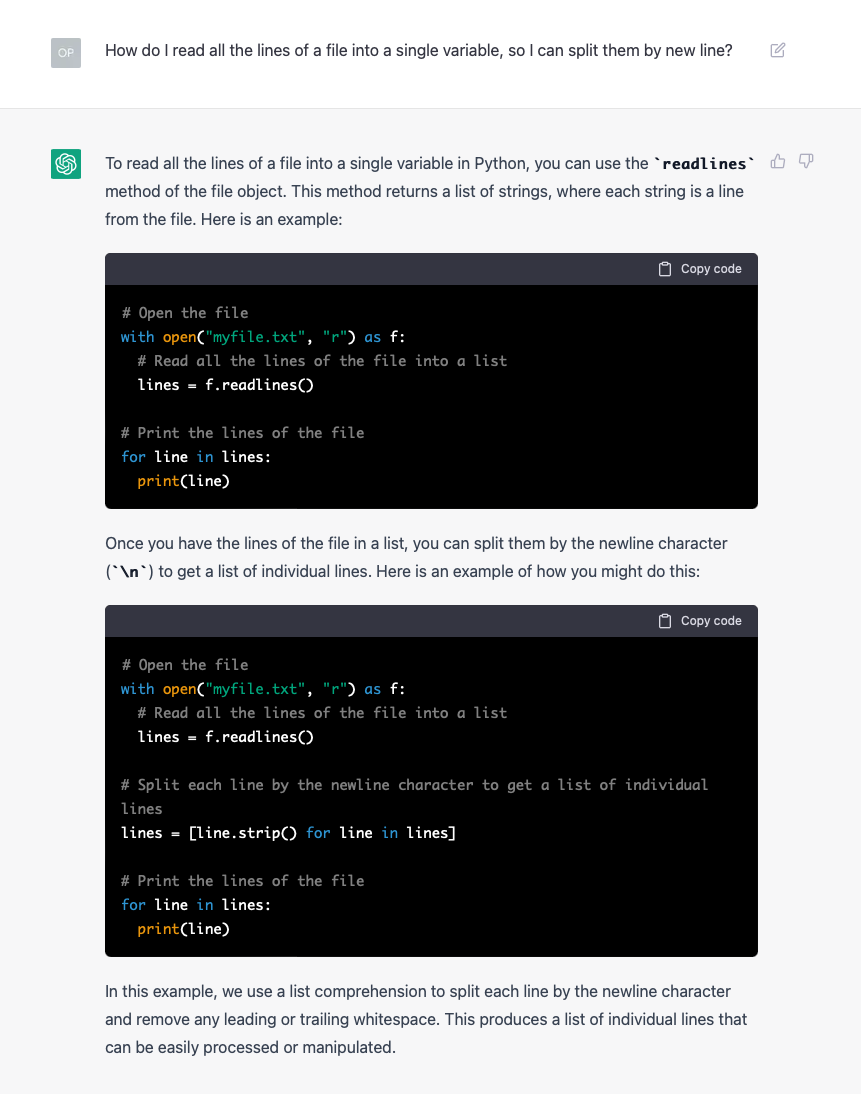 OP
How do I read all the lines of a file into a single variable, so I can split them by new line?
To read all the lines of a file into a single variable in Python, you can use the `readlines`
method of the file object. This method returns a list of strings, where each string is a line
from the file. Here is an example:
Copy code
# Open the file
with open("myfile.txt", "r") as f:
  # Read all the lines of the file into a list
  lines = f.readlines()
# Print the lines of the file
for line in lines:
  print(line)
Once you have the lines of the file in a list, you can split them by the newline character
(`\n`) to get a list of individual lines. Here is an example of how you might do this:
Copy code
# Open the file
with open("myfile.txt", "r") as f:
  # Read all the lines of the file into a list
  lines = f.readlines()
# Split each line by the newline character to get a list of individual
lines
lines = [line.strip() for line in lines]
# Print the lines of the file
for line in lines:
  print(line)
In this example, we use a list comprehension to split each line by the newline character
and remove any leading or trailing whitespace. This produces a list of individual lines that
can be easily processed or manipulated.